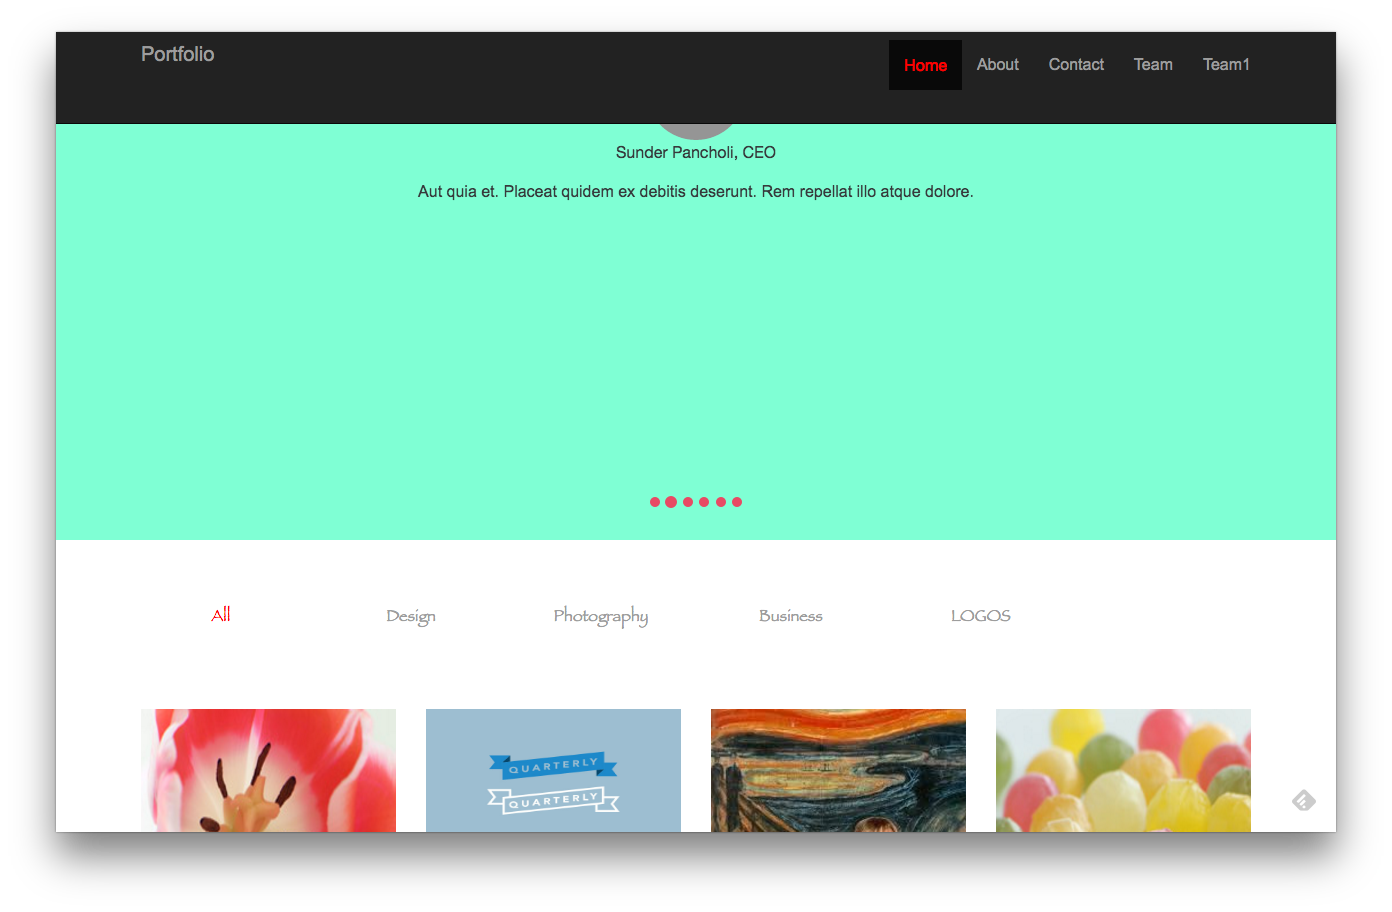 Portfolio
Home About Contact Team Team1
Sunder Pancholi, CEO
Aut quia et. Placeat quidem ex debitis deserunt. Rem repellat illo atque dolore.
All Design Photography Business LOGOS
QUARTERLY
QUARTERLY